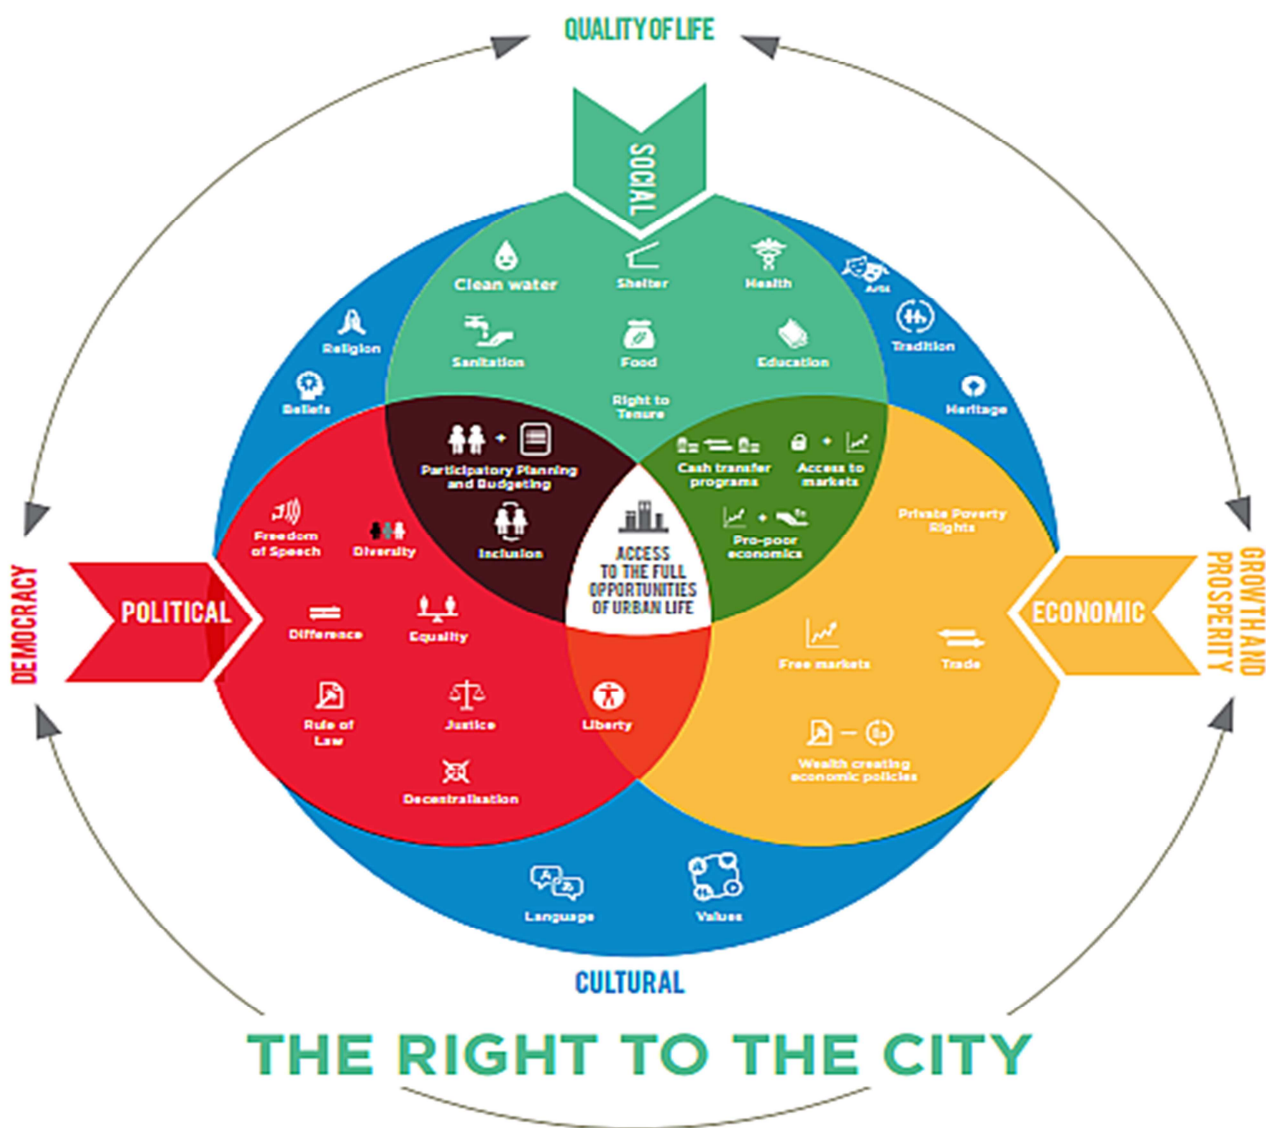 QUALITY OF LIFE
SOCIAL
Clean water
Shelter
Health
Arts
Sanitation
Food
Education
Tradition
Religion
Beliefs
Heritage
Right to
Tenure
Participatory Planning
and Budgeting
Inclusion
Cash transfer
programs
Access to
markets
Pro-poor
economics
Private Poverty
Rights
Freedom
of Speech
Diversity
ACCESS
TO THE FULL
OPPORTUNITIES
OF URBAN LIFE
DEMOCRACY
POLITICAL
ECONOMIC
GROWTH AND
PROSPERITY
Difference
Equality
Free markets
Trade
Rule of
Law
Justice
Liberty
Wealth creating
economic policies
Decentralisation
Language
Values
CULTURAL
THE RIGHT TO THE CITY